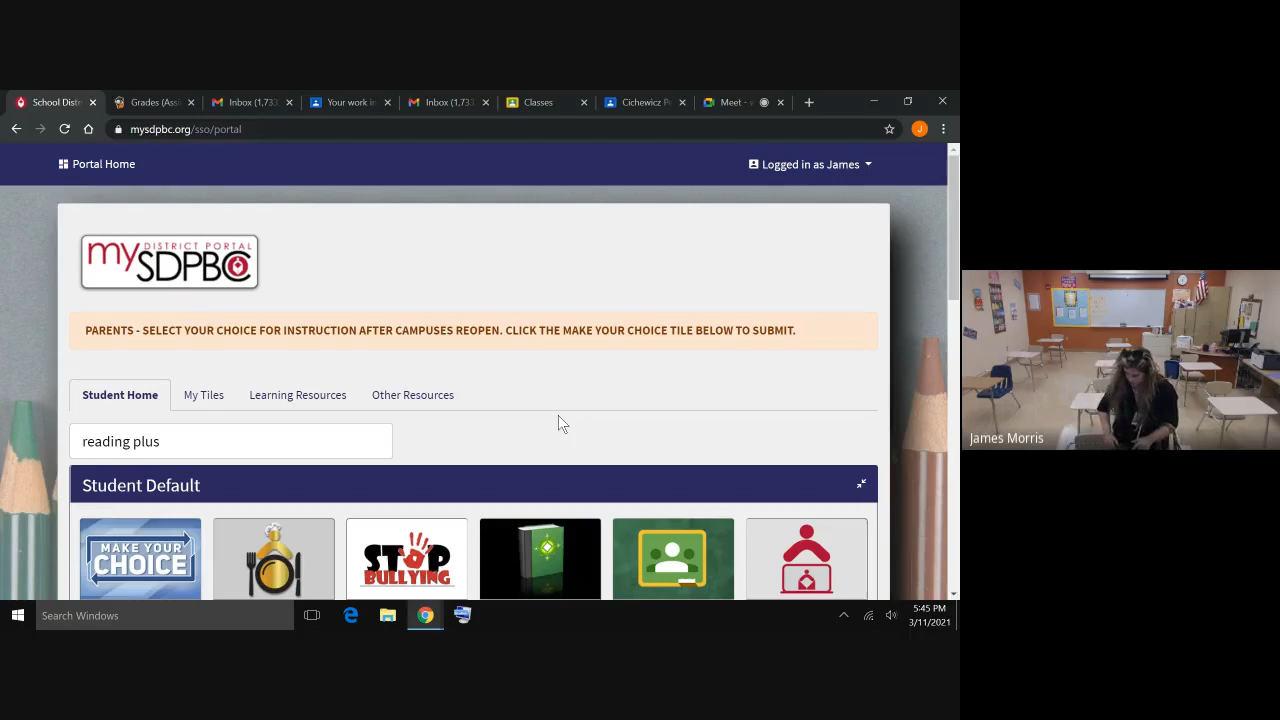 School Distr
Grades (Assi
Inbox (1,733
Your work in
Inbox (1,733
Classes
Cichewicz P
Meet -
mysdpbc.org/sso/portal
J
Portal Home
Logged in as James
my DISTRICT PORTAL
SDPBC
PARENTS - SELECT YOUR CHOICE FOR INSTRUCTION AFTER CAMPUSES REOPEN. CLICK THE MAKE YOUR CHOICE TILE BELOW TO SUBMIT.
Student Home
My Tiles
Learning Resources
Other Resources
reading plus
Student Default
MAKE YOUR
CHOICE
STOP
BULLYING
James Morris
Search Windows
5:45 PM
3/11/2021